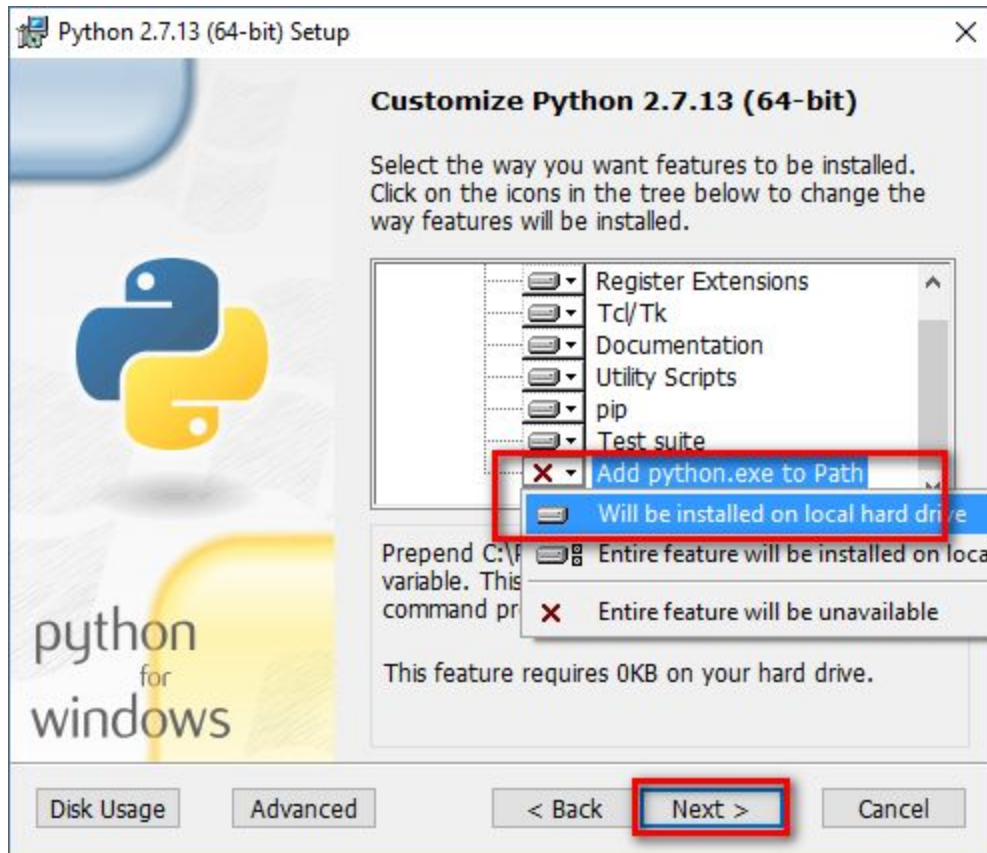 Python 2.7.13 (64-bit) Setup
Customize Python 2.7.13 (64-bit)
Select the way you want features to be installed.
Click on the icons in the tree below to change the
way features will be installed.
Register Extensions
Tcl/Tk
Documentation
Utility Scripts
pip
Test suite
Add python.exe to Path
Will be installed on local hard drive
Entire feature will be installed on loca
Entire feature will be unavailable
Prepend C:\
variable. This
command pr
This feature requires 0KB on your hard drive.
python
for
windows
Disk Usage
Advanced
< Back
Next >
Cancel